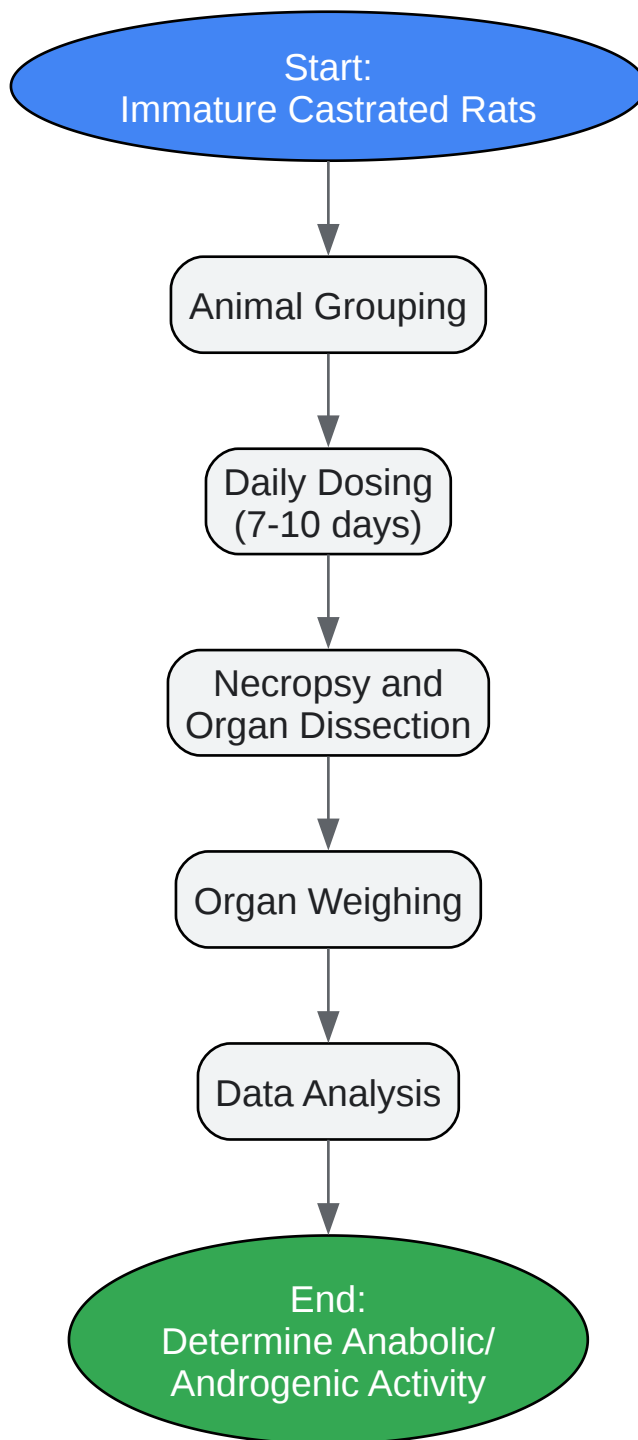 Start:
Immature Castrated Rats
Animal Grouping
Daily Dosing
(7-10 days)
Necropsy and
Organ Dissection
Organ Weighing
Data Analysis
End:
Determine Anabolic/
Androgenic Activity